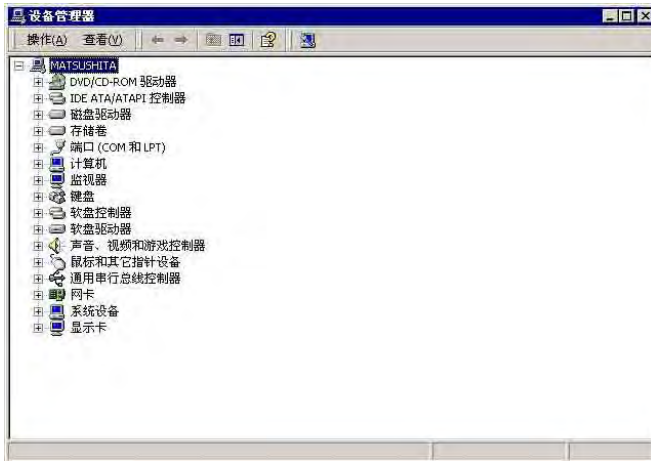 设备管理器
操作(A) 查看(V)
MATSUSHITA
DVD/CD-ROM 驱动器
IDE ATA/ATAPI 控制器
磁盘驱动器
存储卷
端口 (COM 和 LPT)
计算机
监视器
键盘
软盘控制器
软盘驱动器
声音、视频和游戏控制器
鼠标和其它指针设备
通用串行总线控制器
网卡
系统设备
显示卡